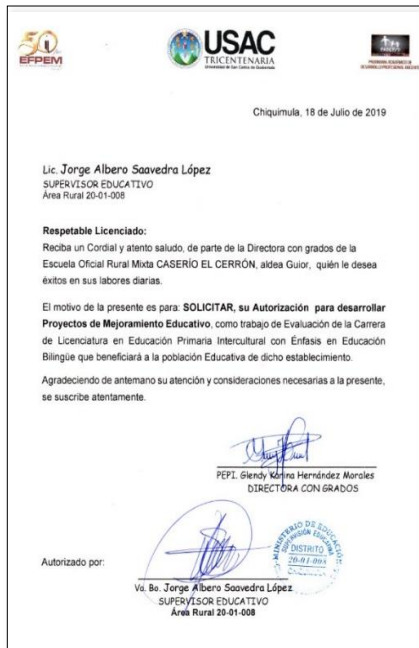 50
EFPEM
USAC
TRICENTENARIA
Universidad de San Carlos de Guatemala
Chiquimula, 18 de Julio de 2019
Lic. Jorge Albero Saavedra López
SUPERVISOR EDUCATIVO
Área Rural 20-01-008
Respetable Licenciado:
Reciba un Cordial y atento saludo, de parte de la Directora con grados de la
Escuela Oficial Rural Mixta CASERÍO EL CERRÓN, aldea Guior, quién le desea
éxitos en sus labores diarias.
El motivo de la presente es para: SOLICITAR, su Autorización para desarrollar
Proyectos de Mejoramiento Educativo, como trabajo de Evaluación de la Carrera
de Licenciatura en Educación Primaria Intercultural con Énfasis en Educación
Bilingüe que beneficiará a la población Educativa de dicho establecimiento.
Agradeciendo de antemano su atención y consideraciones necesarias a la presente,
se suscribe atentamente.
PEPI. Glendy Karina Hernández Morales
DIRECTORA CON GRADOS
MINISTERIO DE EDUCACIÓN
SUPERVISIÓN EDUCATIVA
DISTRITO
20-01-008
Autorizado por:
Vo. Bo. Jorge Albero Saavedra López
SUPERVISOR EDUCATIVO
Área Rural 20-01-008